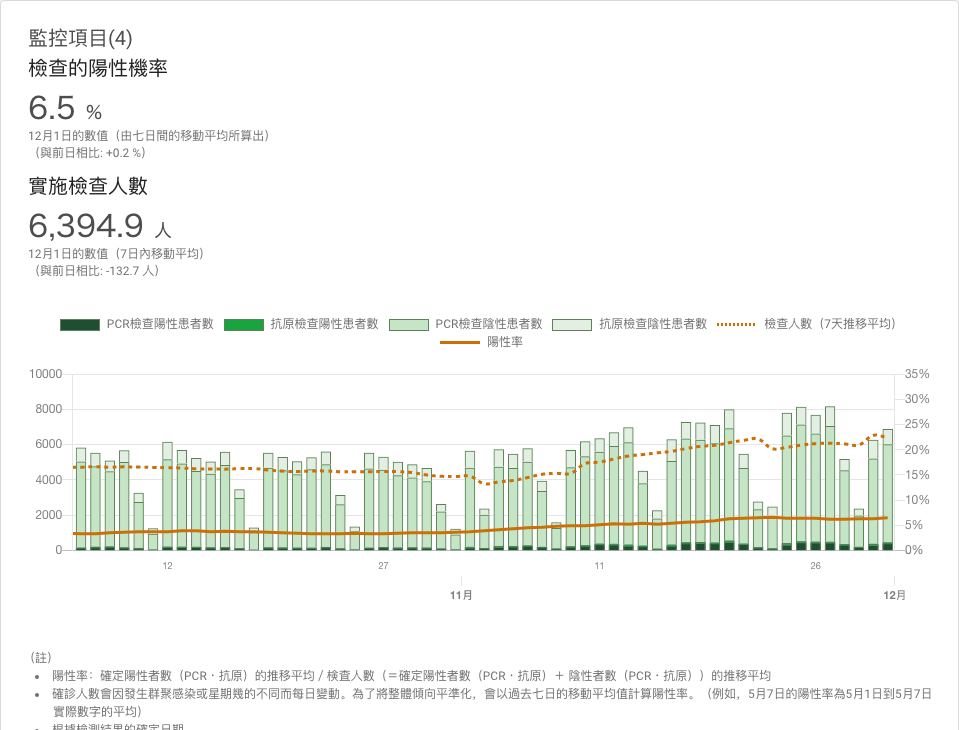 監控項目(4)
檢查的陽性機率
6.5 %
12月1日的數值（由七日間的移動平均所算出）
（與前日相比: +0.2 %）
實施檢查人數
6,394.9 人
12月1日的數值（7日內移動平均）
（與前日相比: -132.7 人）
PCR檢查陽性患者數 抗原檢查陽性患者數 PCR檢查陰性患者數 抗原檢查陰性患者數 檢查人數（7天推移平均）
陽性率
10000 35%
30%
8000
25%
6000 20%
4000 15%
10%
2000
5%
0 0%
12 27 11 26
11月 12月
（註）
• 陽性率：確定陽性者數（PCR・抗原）的推移平均 / 検査人數（＝確定陽性者數（PCR・抗原）＋ 陰性者數（PCR・抗原））的推移平均
• 確診人數會因發生群聚感染或星期幾的不同而每日變動。為了將整體傾向平準化，會以過去七日的移動平均值計算陽性率。（例如，5月7日的陽性率為5月1日到5月7日
實際數字的平均）
• 根據檢測結果的確定日期